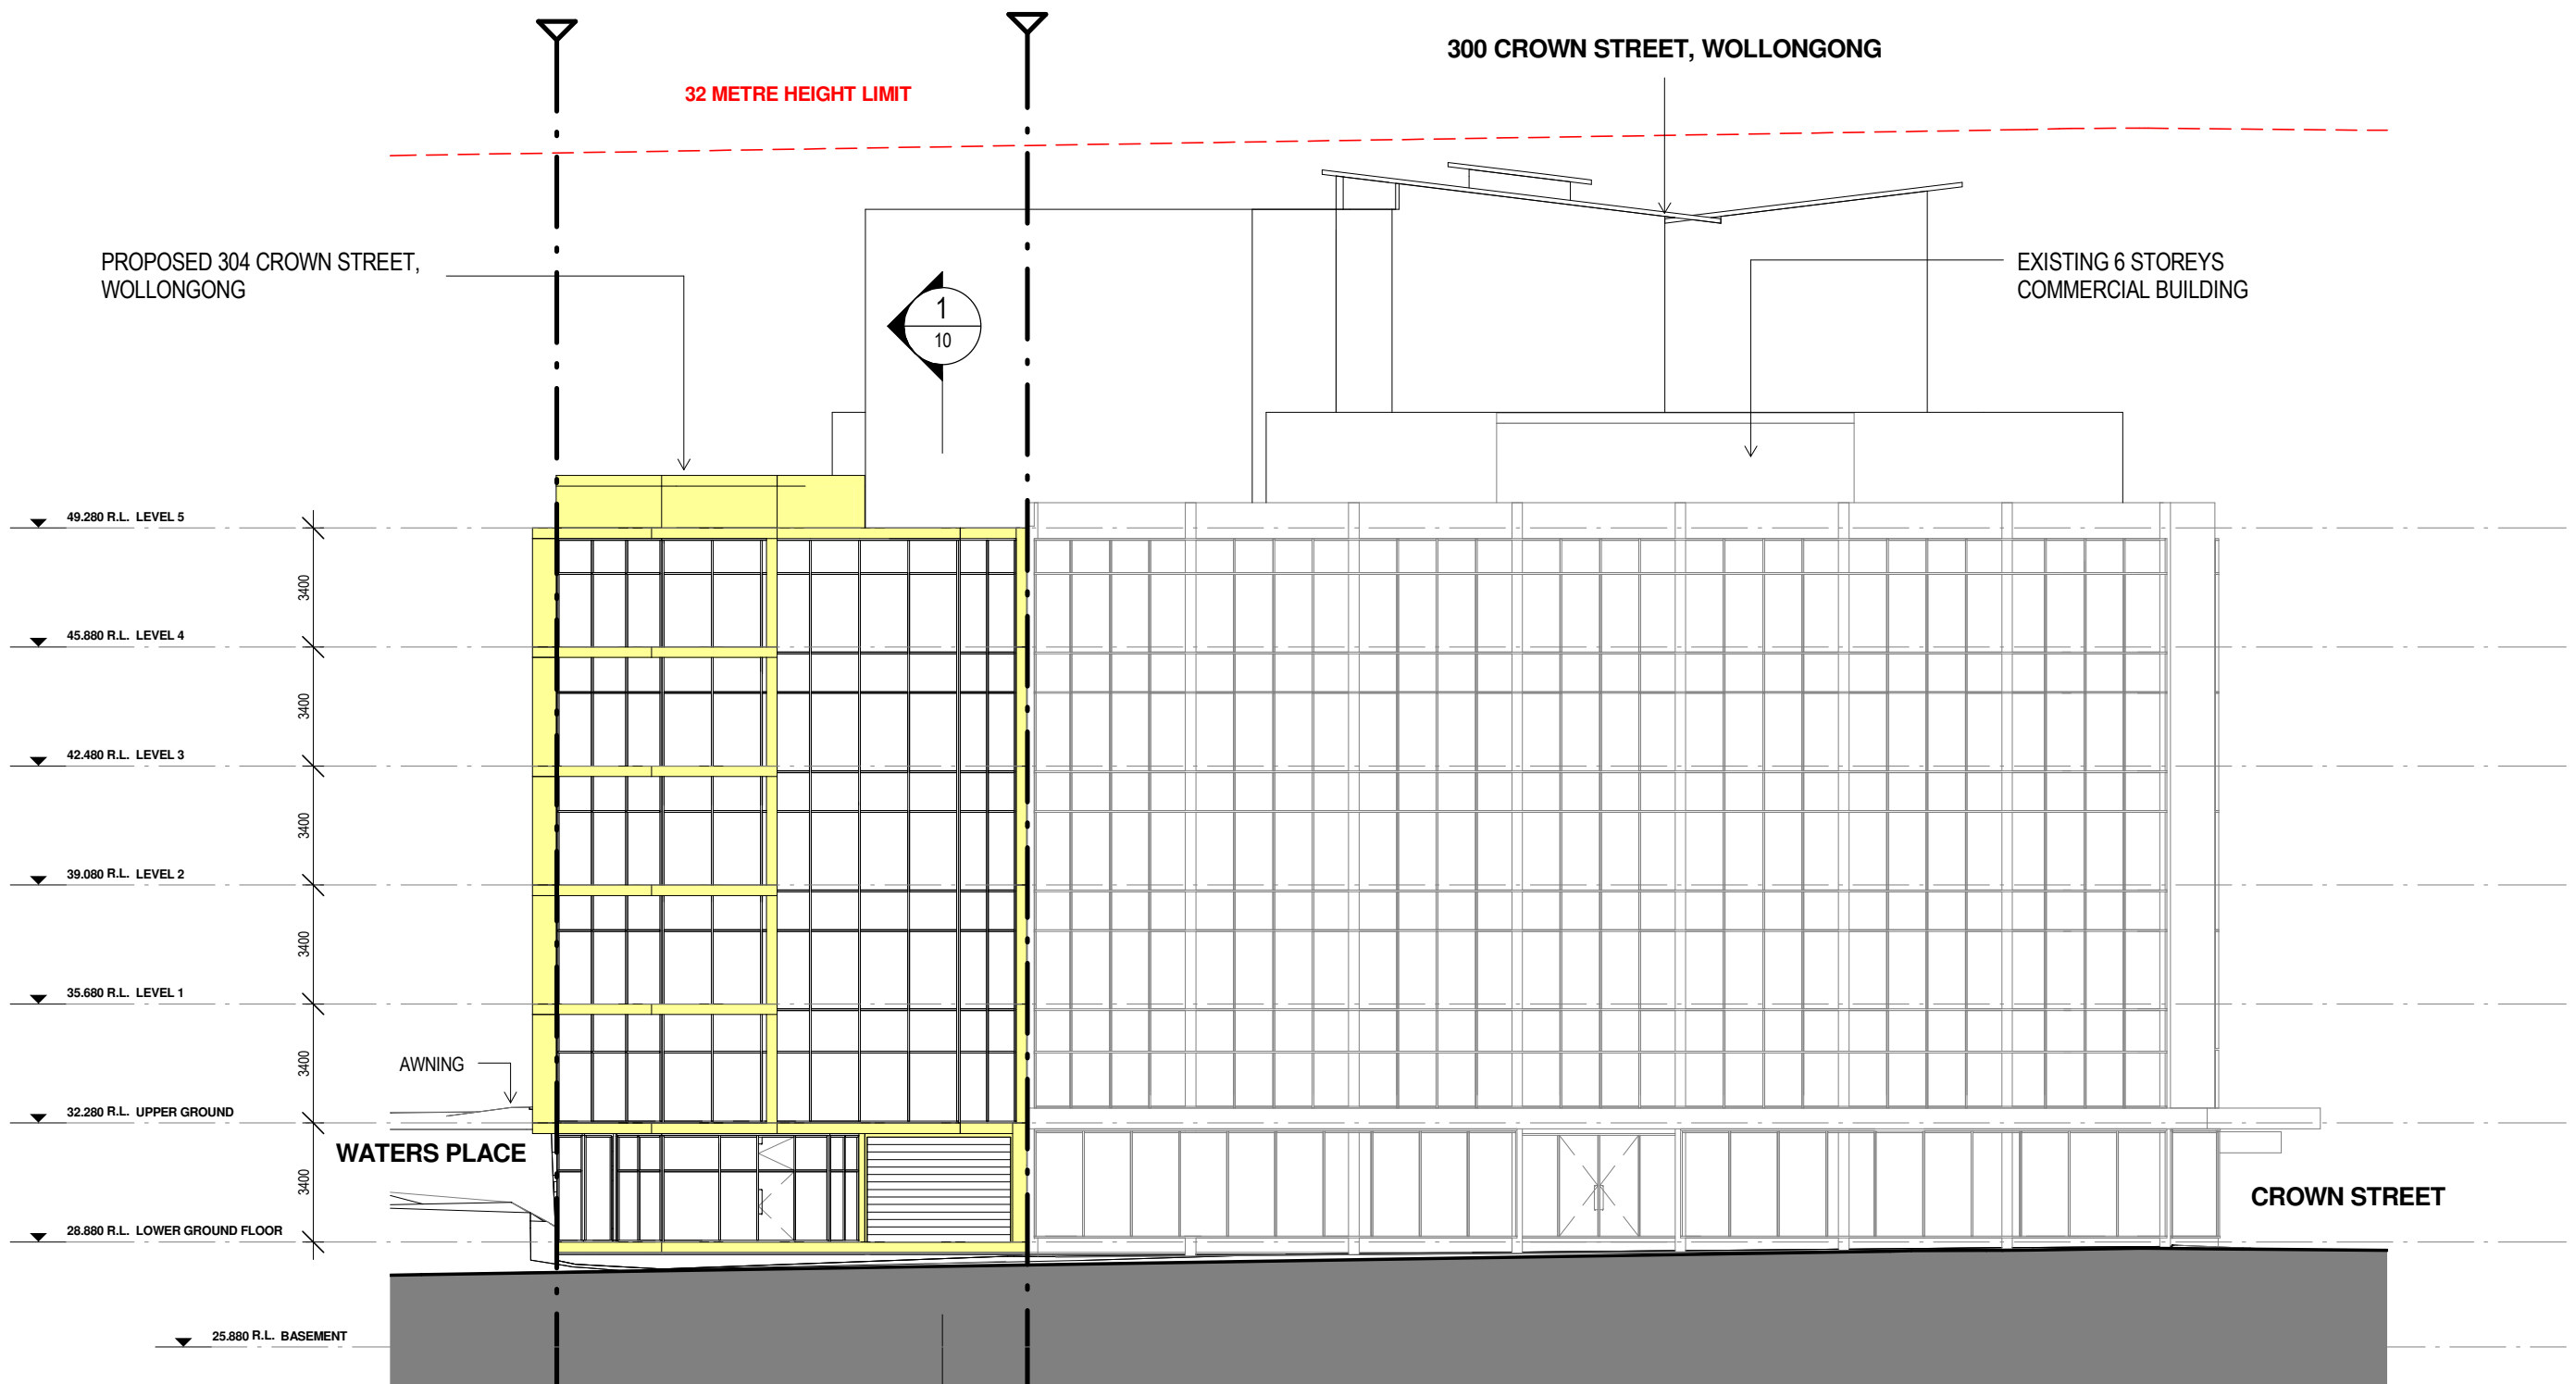 300 CROWN STREET, WOLLONGONG
32 METRE HEIGHT LIMIT
PROPOSED 304 CROWN STREET,
WOLLONGONG
1
10
EXISTING 6 STOREYS
COMMERCIAL BUILDING
49.280 R.L. LEVEL 5
3400
45.880 R.L. LEVEL 4
3400
42.480 R.L. LEVEL 3
3400
39.080 R.L. LEVEL 2
3400
35.680 R.L. LEVEL 1
3400
AWNING
32.280 R.L. UPPER GROUND
WATERS PLACE
3400
CROWN STREET
28.880 R.L. LOWER GROUND FLOOR
25.880 R.L. BASEMENT